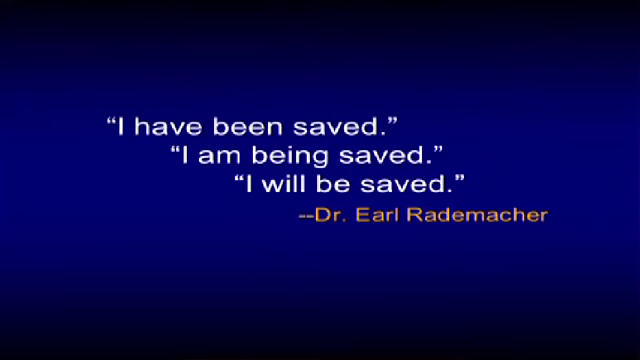 “I have been saved.”
“I am being saved.”
“I will be saved.”
--Dr. Earl Rademacher